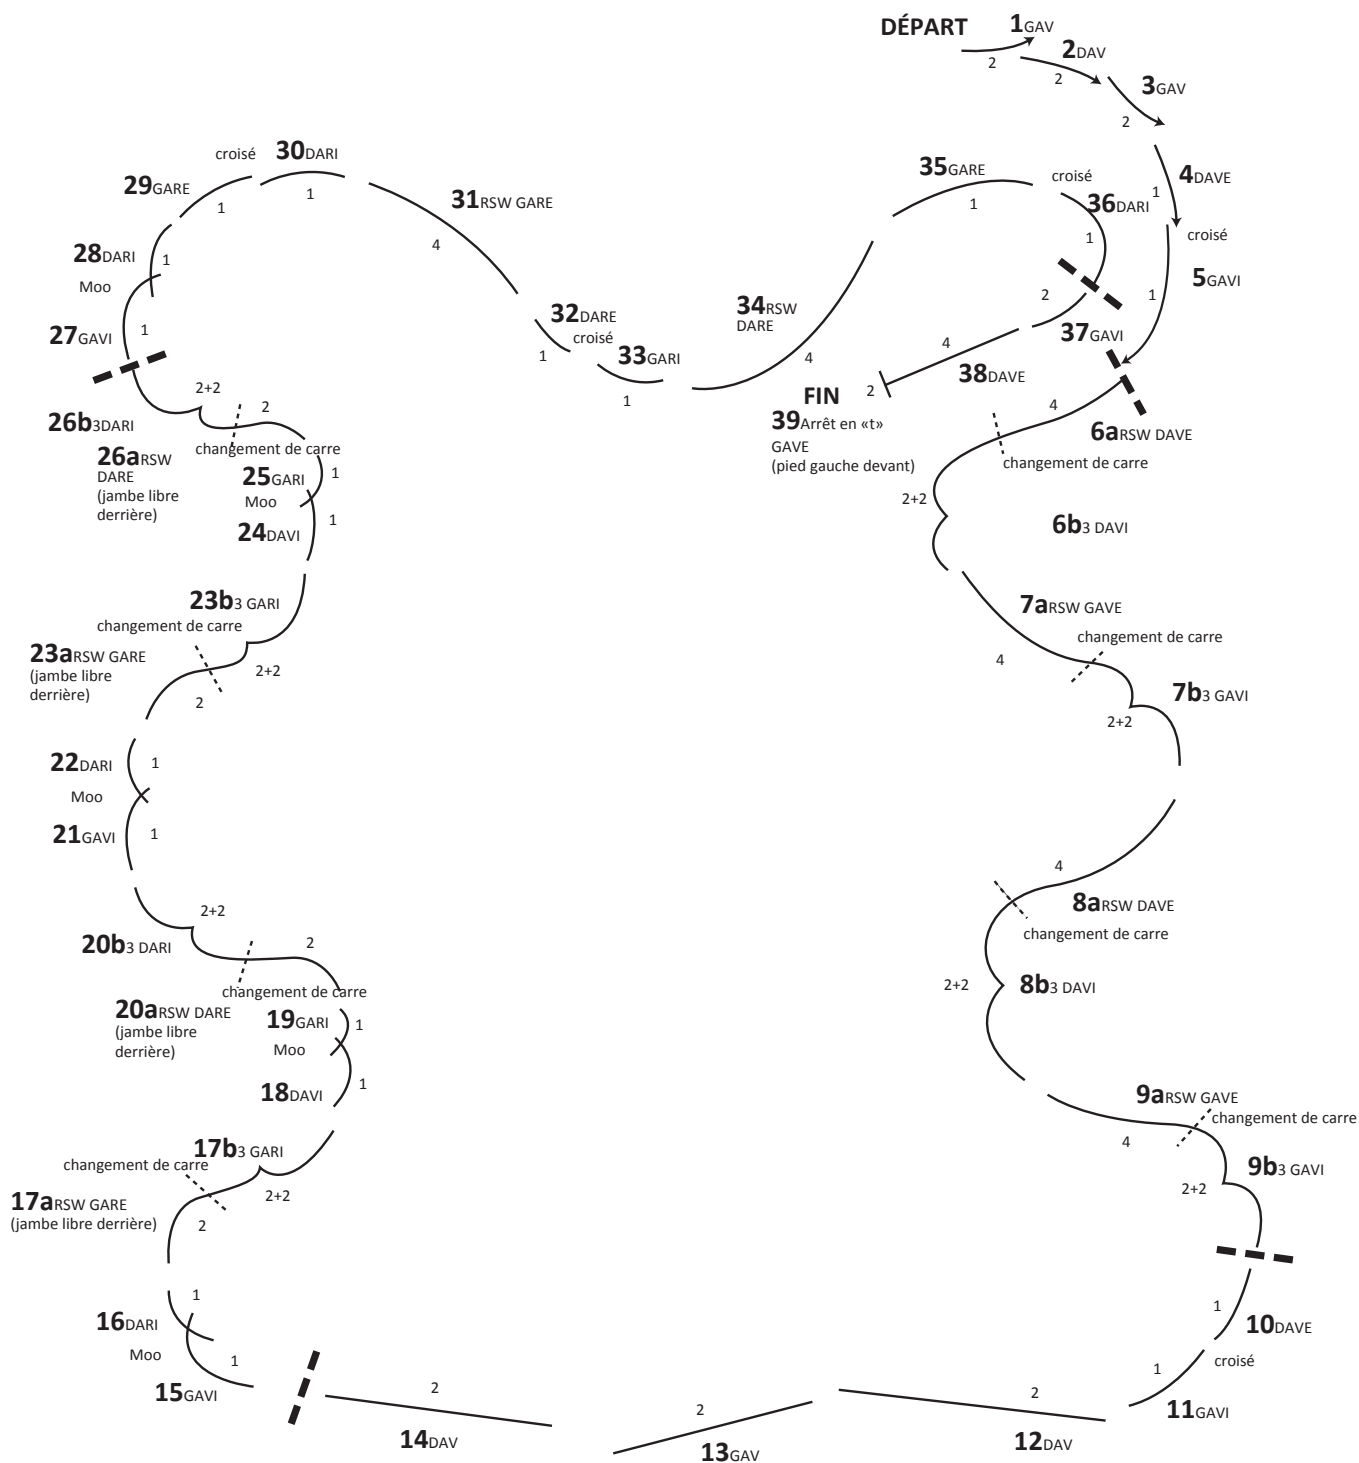 DÉPART
1GAV
2
2DAV
2
3GAV
2
4DAVE
1
croisé
5GAVI
1
6aRSW DAVE
4
changement de carre
2+2
6b3 DAVI
7aRSW GAVE
changement de carre
4
7b3 GAVI
2+2
4
8aRSW DAVE
changement de carre
2+2
8b3 DAVI
9aRSW GAVE
changement de carre
4
9b3 GAVI
2+2
1
10DAVE
croisé
1
11GAVI
2
12DAV
2
13GAV
2
14DAV
1
15GAVI
Moo
16DARI
1
17aRSW GARE
(jambe libre derrière)
2
changement de carre
17b3 GARI
2+2
18DAVI
1
Moo
19GARI
1
changement de carre
20aRSW DARE
(jambe libre
derrière)
2
20b3 DARI
2+2
21GAVI
1
Moo
22DARI
1
23aRSW GARE
(jambe libre
derrière)
2
changement de carre
23b3 GARI
2+2
24DAVI
1
Moo
25GARI
1
changement de carre
26aRSW
DARE
(jambe libre
derrière)
2
26b3DARI
2+2
27GAVI
1
Moo
28DARI
1
29GARE
1
croisé
30DARI
1
31RSW GARE
4
32DARE
croisé
1
33GARI
1
34RSW
DARE
4
35GARE
1
croisé
36DARI
1
37GAVI
2
38DAVE
4
FIN
2
39Arrêt en «t»
GAVE
(pied gauche devant)